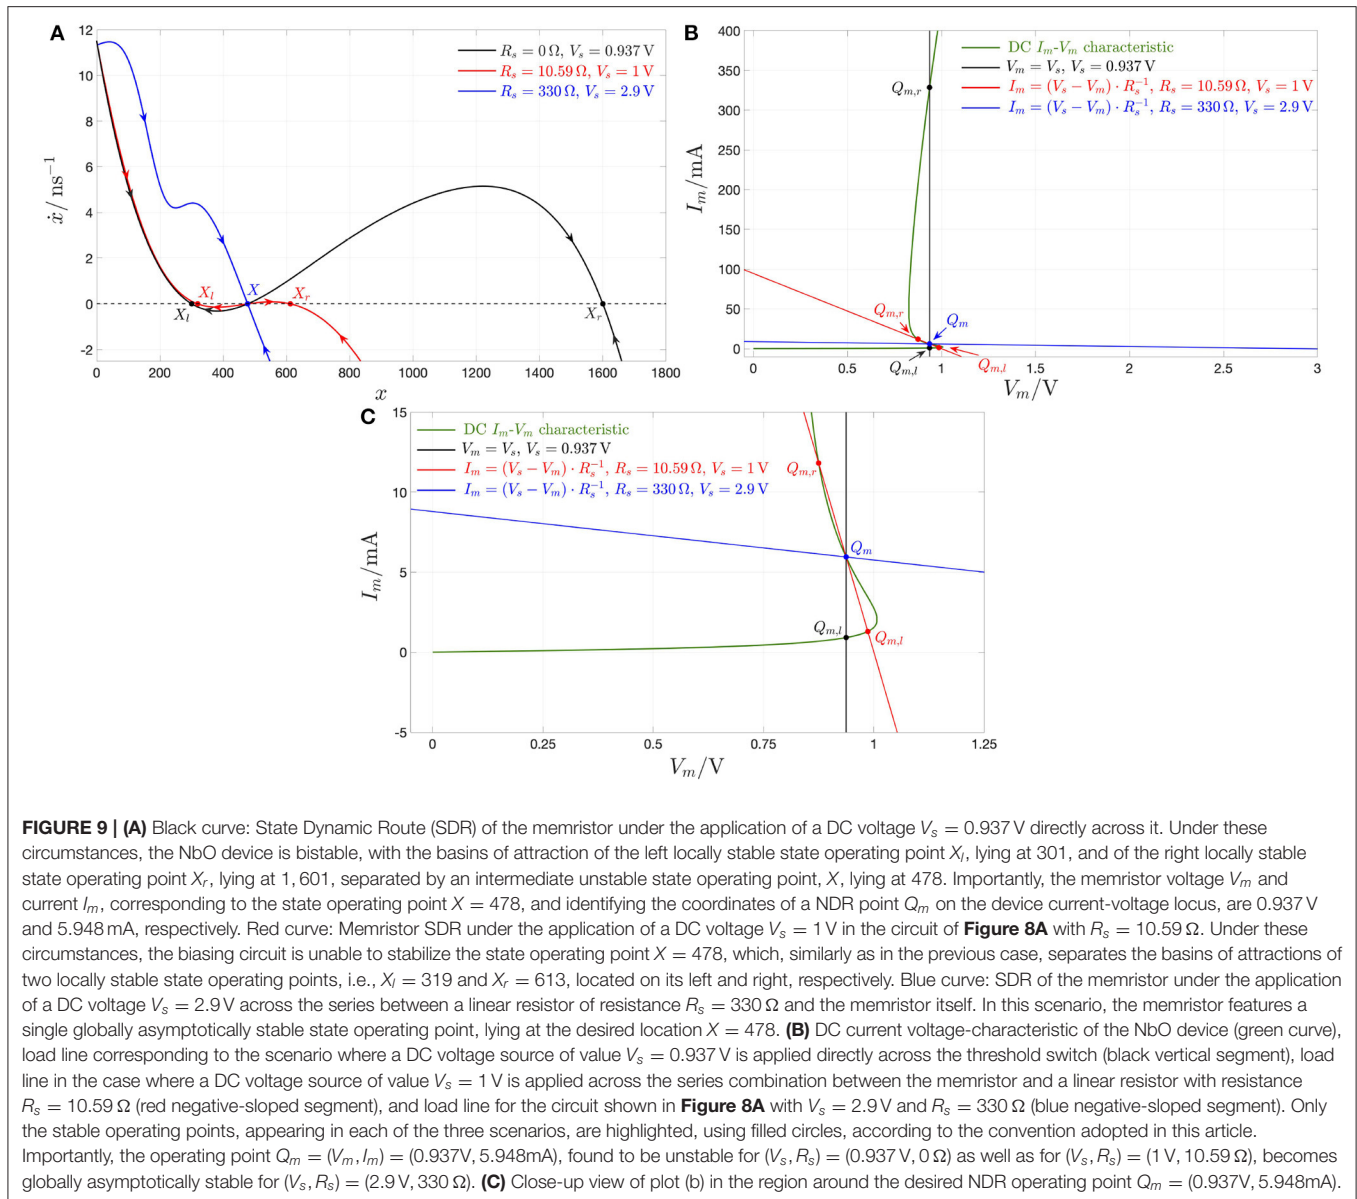 A
12
10
8
6
4
2
0
-2
ẋ/ ns⁻¹
R_s = 0 Ω, V_s = 0.937 V
R_s = 10.59 Ω, V_s = 1 V
R_s = 330 Ω, V_s = 2.9 V
X_l
X_l
X
X_r
X_r
0 200 400 600 800 1000 1200 1400 1600 1800
x
B
400
350
300
250
200
150
100
50
0
I_m/mA
DC I_m-V_m characteristic
V_m = V_s, V_s = 0.937 V
I_m = (V_s − V_m) · R_s⁻¹, R_s = 10.59 Ω, V_s = 1 V
I_m = (V_s − V_m) · R_s⁻¹, R_s = 330 Ω, V_s = 2.9 V
Q_{m,r}
Q_{m,r}
Q_m
Q_{m,l}
Q_{m,l}
0 0.5 1 1.5 2 2.5 3
V_m/V
C
15
10
5
0
-5
I_m/mA
DC I_m-V_m characteristic
V_m = V_s, V_s = 0.937 V
I_m = (V_s − V_m) · R_s⁻¹, R_s = 10.59 Ω, V_s = 1 V
I_m = (V_s − V_m) · R_s⁻¹, R_s = 330 Ω, V_s = 2.9 V
Q_{m,r}
Q_m
Q_{m,l}
Q_{m,l}
0 0.25 0.5 0.75 1 1.25
V_m/V
FIGURE 9 | (A) Black curve: State Dynamic Route (SDR) of the memristor under the application of a DC voltage V_s = 0.937 V directly across it. Under these
circumstances, the NbO device is bistable, with the basins of attraction of the left locally stable state operating point X_l, lying at 301, and of the right locally stable
state operating point X_r, lying at 1, 601, separated by an intermediate unstable state operating point, X, lying at 478. Importantly, the memristor voltage V_m and
current I_m, corresponding to the state operating point X = 478, and identifying the coordinates of a NDR point Q_m on the device current-voltage locus, are 0.937 V
and 5.948 mA, respectively. Red curve: Memristor SDR under the application of a DC voltage V_s = 1 V in the circuit of Figure 8A with R_s = 10.59 Ω. Under these
circumstances, the biasing circuit is unable to stabilize the state operating point X = 478, which, similarly as in the previous case, separates the basins of attractions of
two locally stable state operating points, i.e., X_l = 319 and X_r = 613, located on its left and right, respectively. Blue curve: SDR of the memristor under the application
of a DC voltage V_s = 2.9 V across the series between a linear resistor of resistance R_s = 330 Ω and the memristor itself. In this scenario, the memristor features a
single globally asymptotically stable state operating point, lying at the desired location X = 478. (B) DC current voltage-characteristic of the NbO device (green curve),
load line corresponding to the scenario where a DC voltage source of value V_s = 0.937 V is applied directly across the threshold switch (black vertical segment), load
line in the case where a DC voltage source of value V_s = 1 V is applied across the series combination between the memristor and a linear resistor with resistance
R_s = 10.59 Ω (red negative-sloped segment), and load line for the circuit shown in Figure 8A with V_s = 2.9 V and R_s = 330 Ω (blue negative-sloped segment). Only
the stable operating points, appearing in each of the three scenarios, are highlighted, using filled circles, according to the convention adopted in this article.
Importantly, the operating point Q_m = (V_m, I_m) = (0.937V, 5.948mA), found to be unstable for (V_s, R_s) = (0.937 V, 0 Ω) as well as for (V_s, R_s) = (1 V, 10.59 Ω), becomes
globally asymptotically stable for (V_s, R_s) = (2.9 V, 330 Ω). (C) Close-up view of plot (b) in the region around the desired NDR operating point Q_m = (0.937V, 5.948mA).